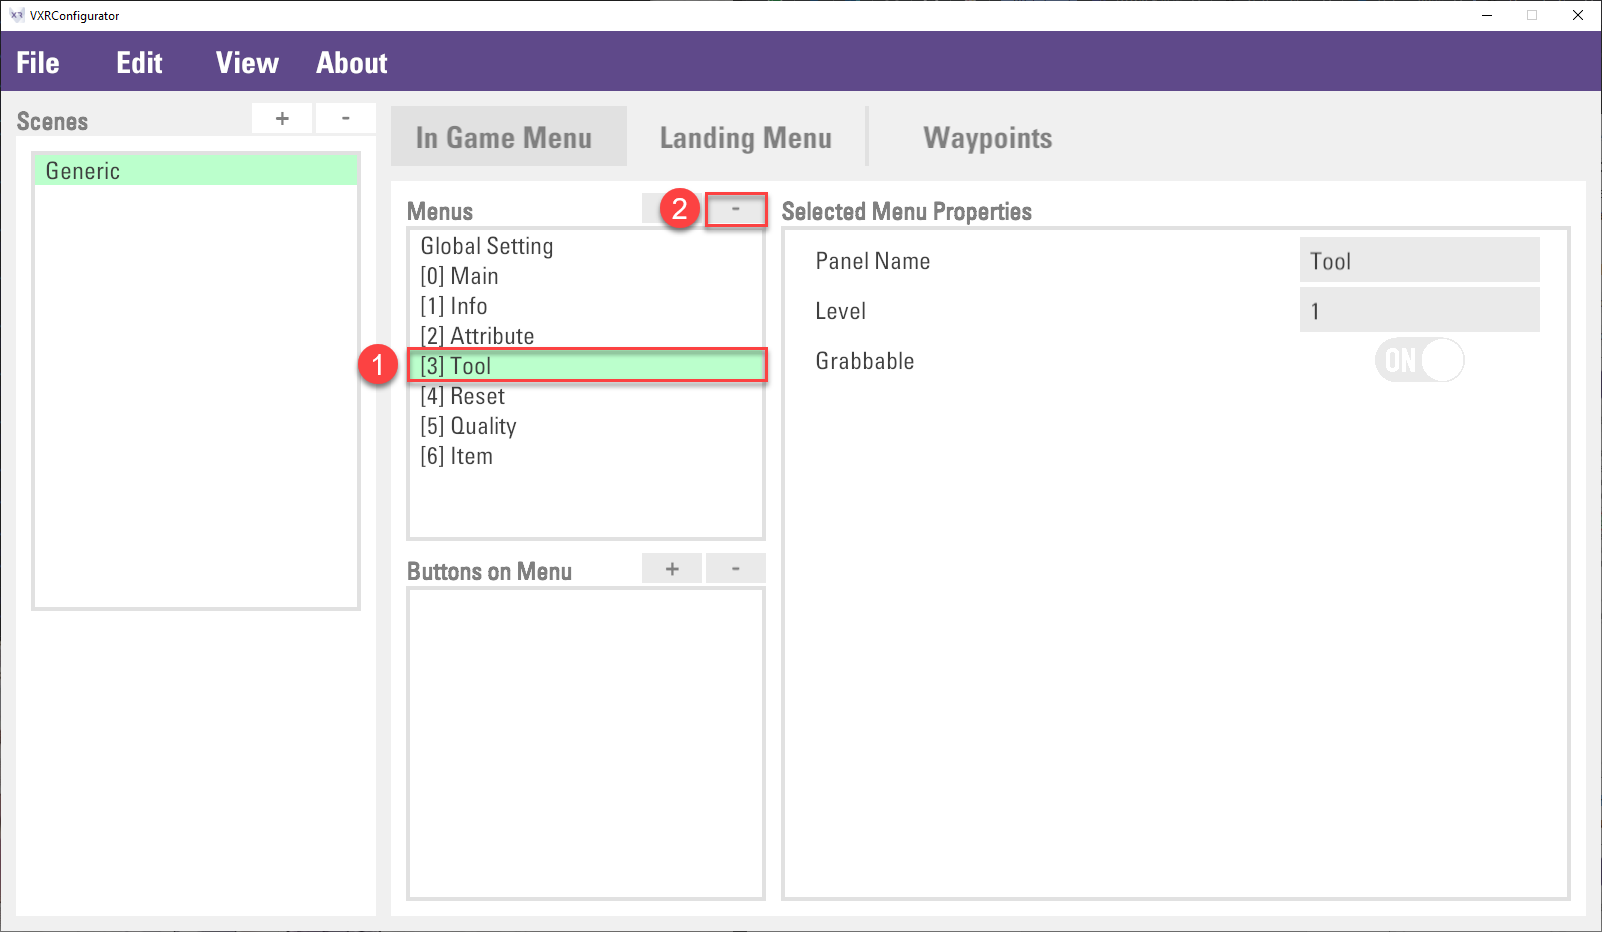 VXRConfigurator
File Edit View About
Scenes + -
Generic
In Game Menu Landing Menu Waypoints
Menus 2 -
Global Setting
[0] Main
[1] Info
[2] Attribute
1 [3] Tool
[4] Reset
[5] Quality
[6] Item
Buttons on Menu + -
Selected Menu Properties
Panel Name Tool
Level 1
Grabbable ON